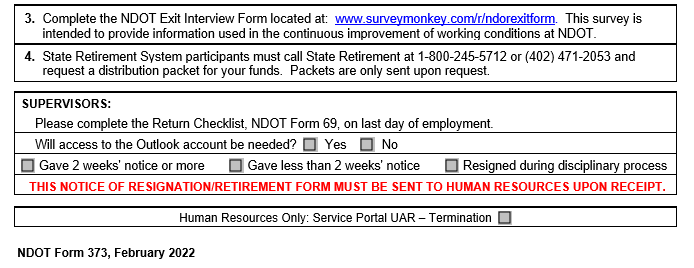 3. Complete the NDOT Exit Interview Form located at: www.surveymonkey.com/r/ndorexitform. This survey is
intended to provide information used in the continuous improvement of working conditions at NDOT.
4. State Retirement System participants must call State Retirement at 1-800-245-5712 or (402) 471-2053 and
request a distribution packet for your funds. Packets are only sent upon request.
SUPERVISORS:
Please complete the Return Checklist, NDOT Form 69, on last day of employment.
Will access to the Outlook account be needed? Yes No
Gave 2 weeks' notice or more Gave less than 2 weeks' notice Resigned during disciplinary process
THIS NOTICE OF RESIGNATION/RETIREMENT FORM MUST BE SENT TO HUMAN RESOURCES UPON RECEIPT.
Human Resources Only: Service Portal UAR – Termination
NDOT Form 373, February 2022